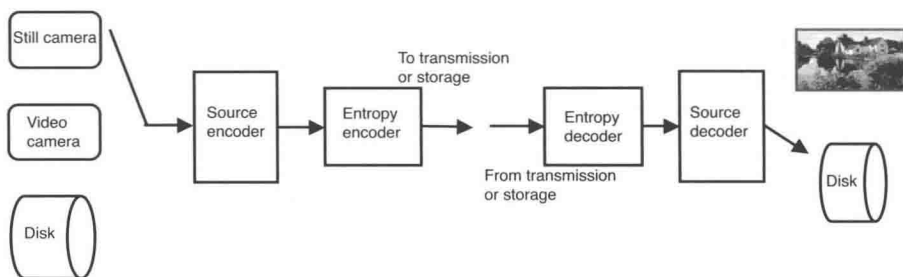 Still camera
Video
camera
Disk
Source
encoder
Entropy
encoder
To transmission
or storage
Entropy
decoder
From transmission
or storage
Source
decoder
Disk